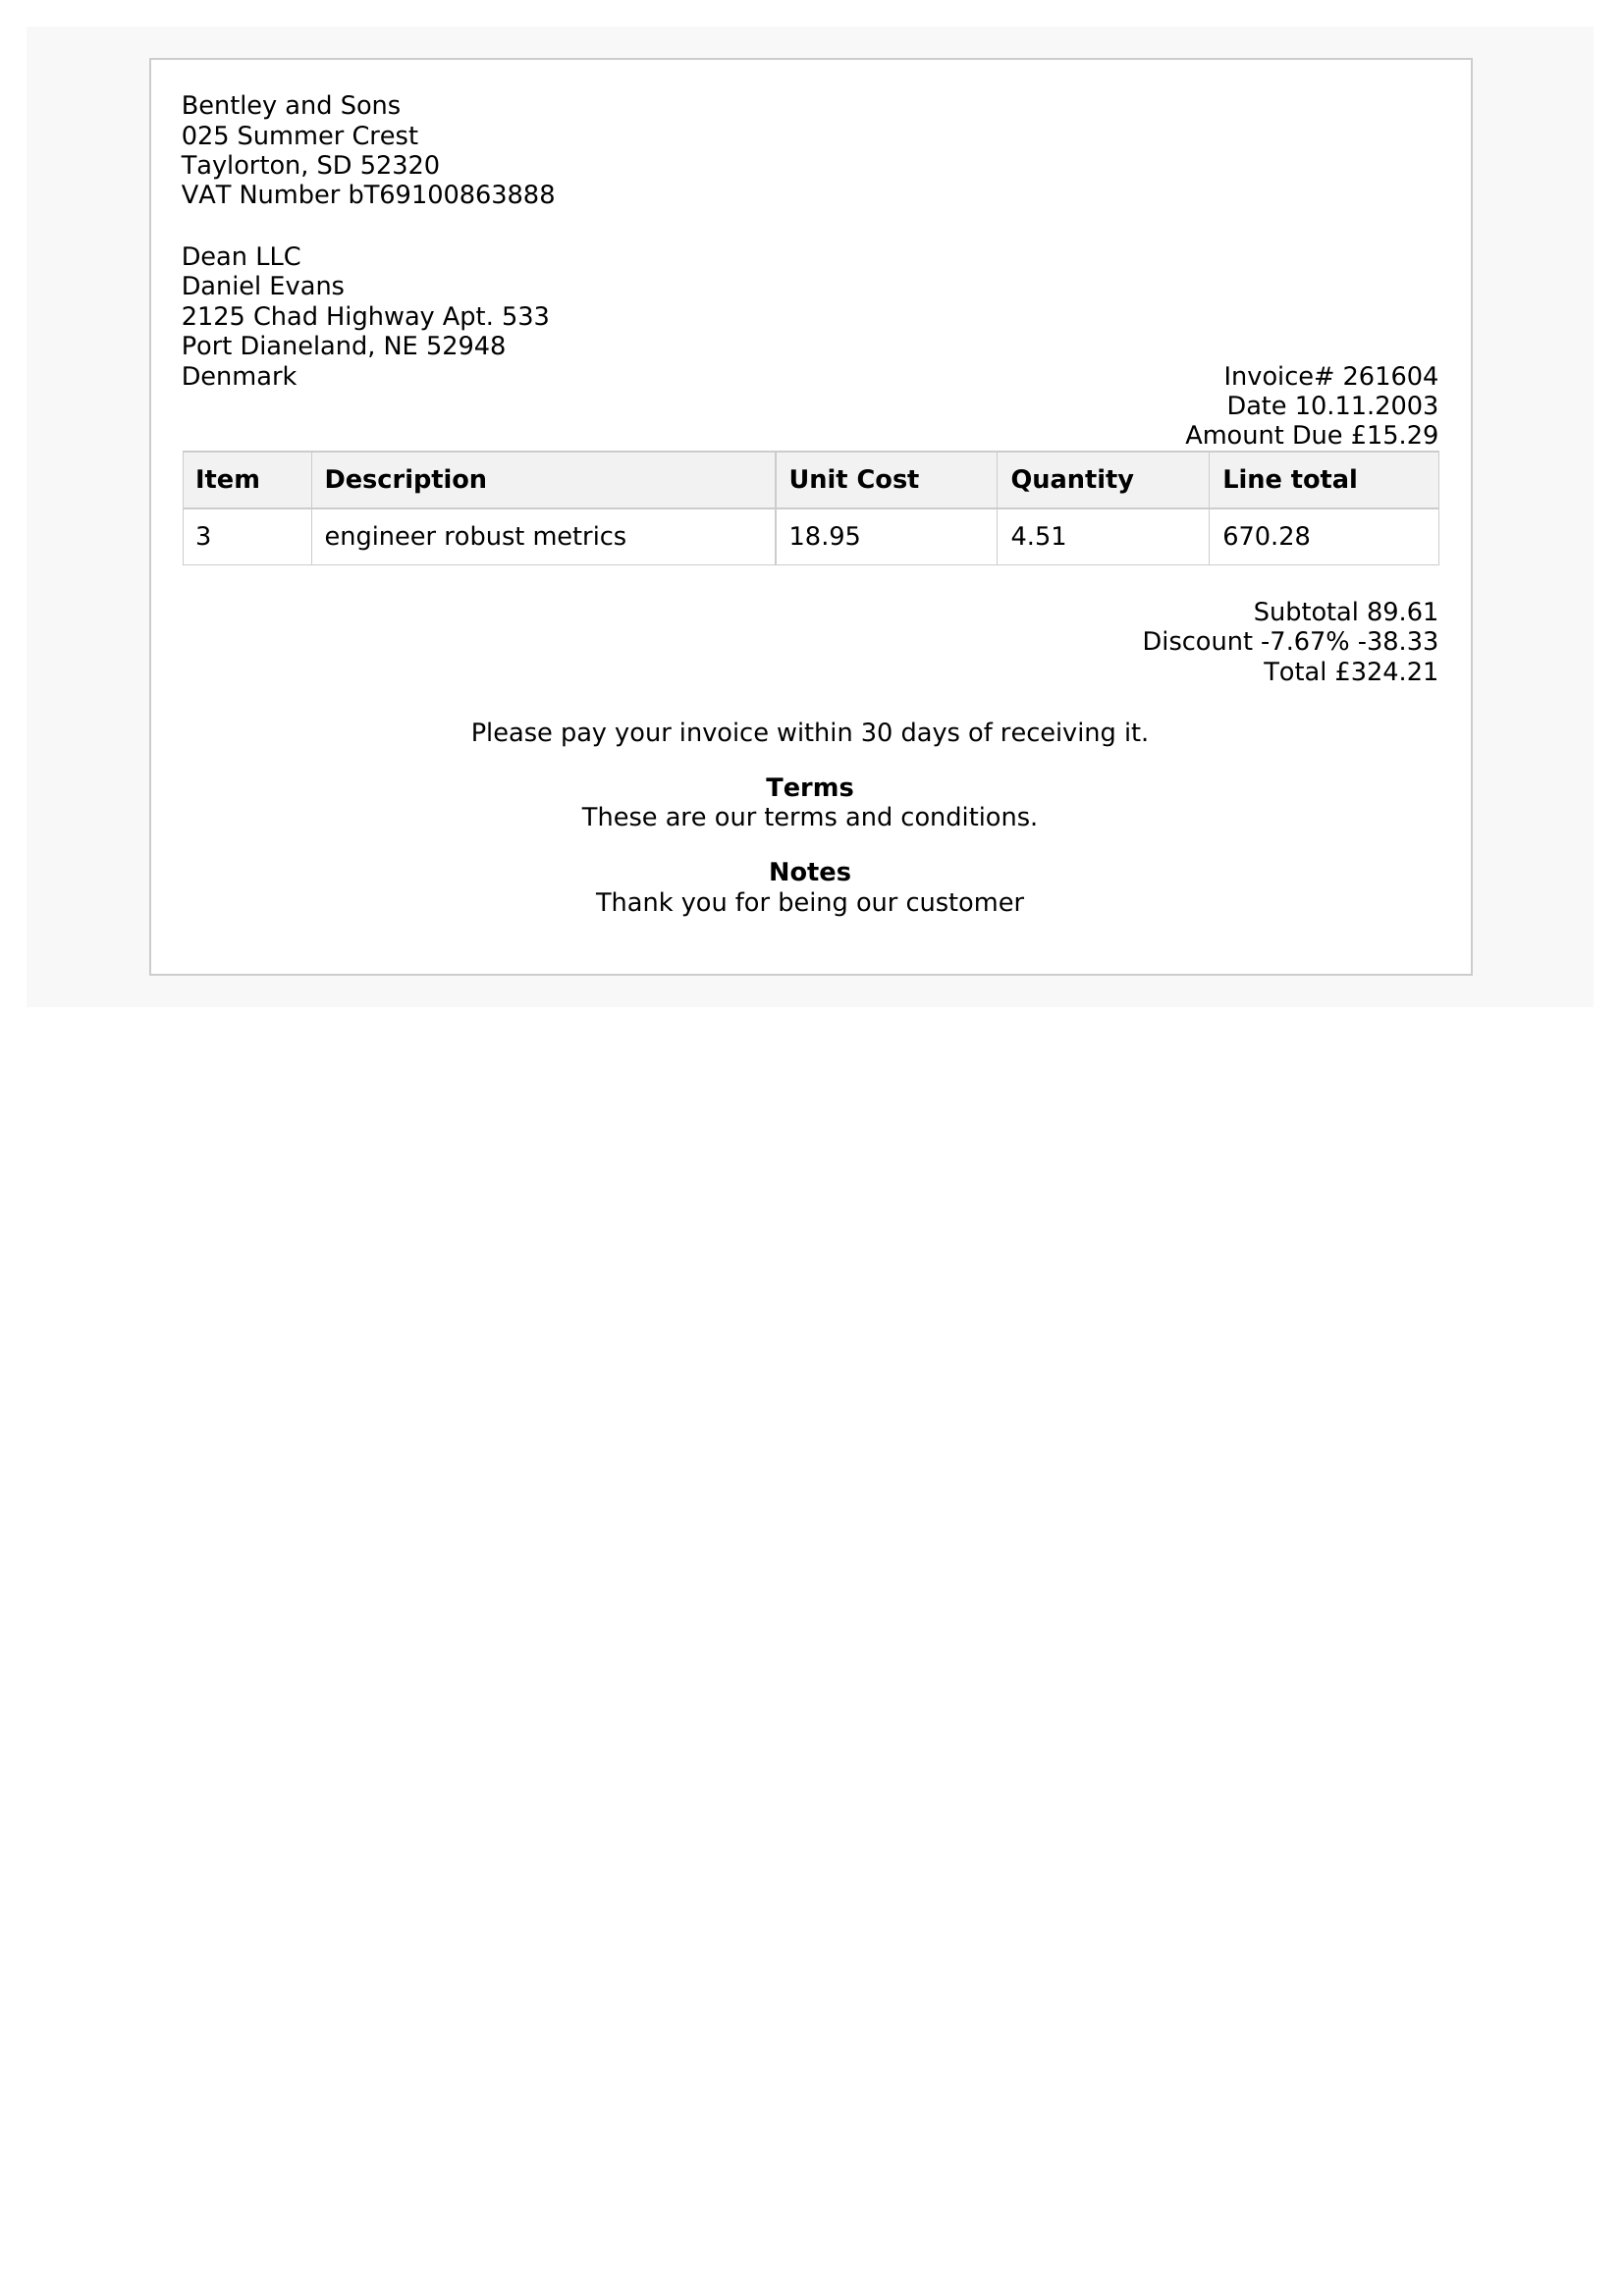 Bentley and Sons
025 Summer Crest
Taylorton, SD 52320
VAT Number bT69100863888
Dean LLC
Daniel Evans
2125 Chad Highway Apt. 533
Port Dianeland, NE 52948
Denmark
Invoice# 261604
Date 10.11.2003
Amount Due £15.29
Item Description Unit Cost Quantity Line total
3 engineer robust metrics 18.95 4.51 670.28
Subtotal 89.61
Discount -7.67% -38.33
Total £324.21
Please pay your invoice within 30 days of receiving it.
Terms
These are our terms and conditions.
Notes
Thank you for being our customer